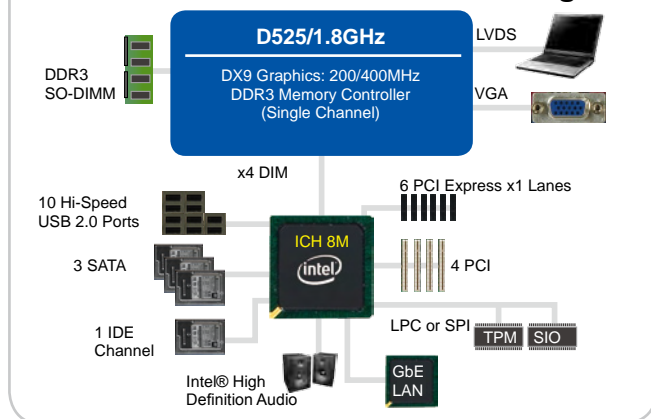 D525/1.8GHz
LVDS
DX9 Graphics: 200/400MHz
DDR3 Memory Controller
(Single Channel)
DDR3
SO-DIMM
VGA
x4 DIM
6 PCI Express x1 Lanes
10 Hi-Speed
USB 2.0 Ports
ICH 8M
intel
3 SATA
4 PCI
1 IDE
Channel
LPC or SPI
TPM
SIO
Intel® High
Definition Audio
GbE
LAN